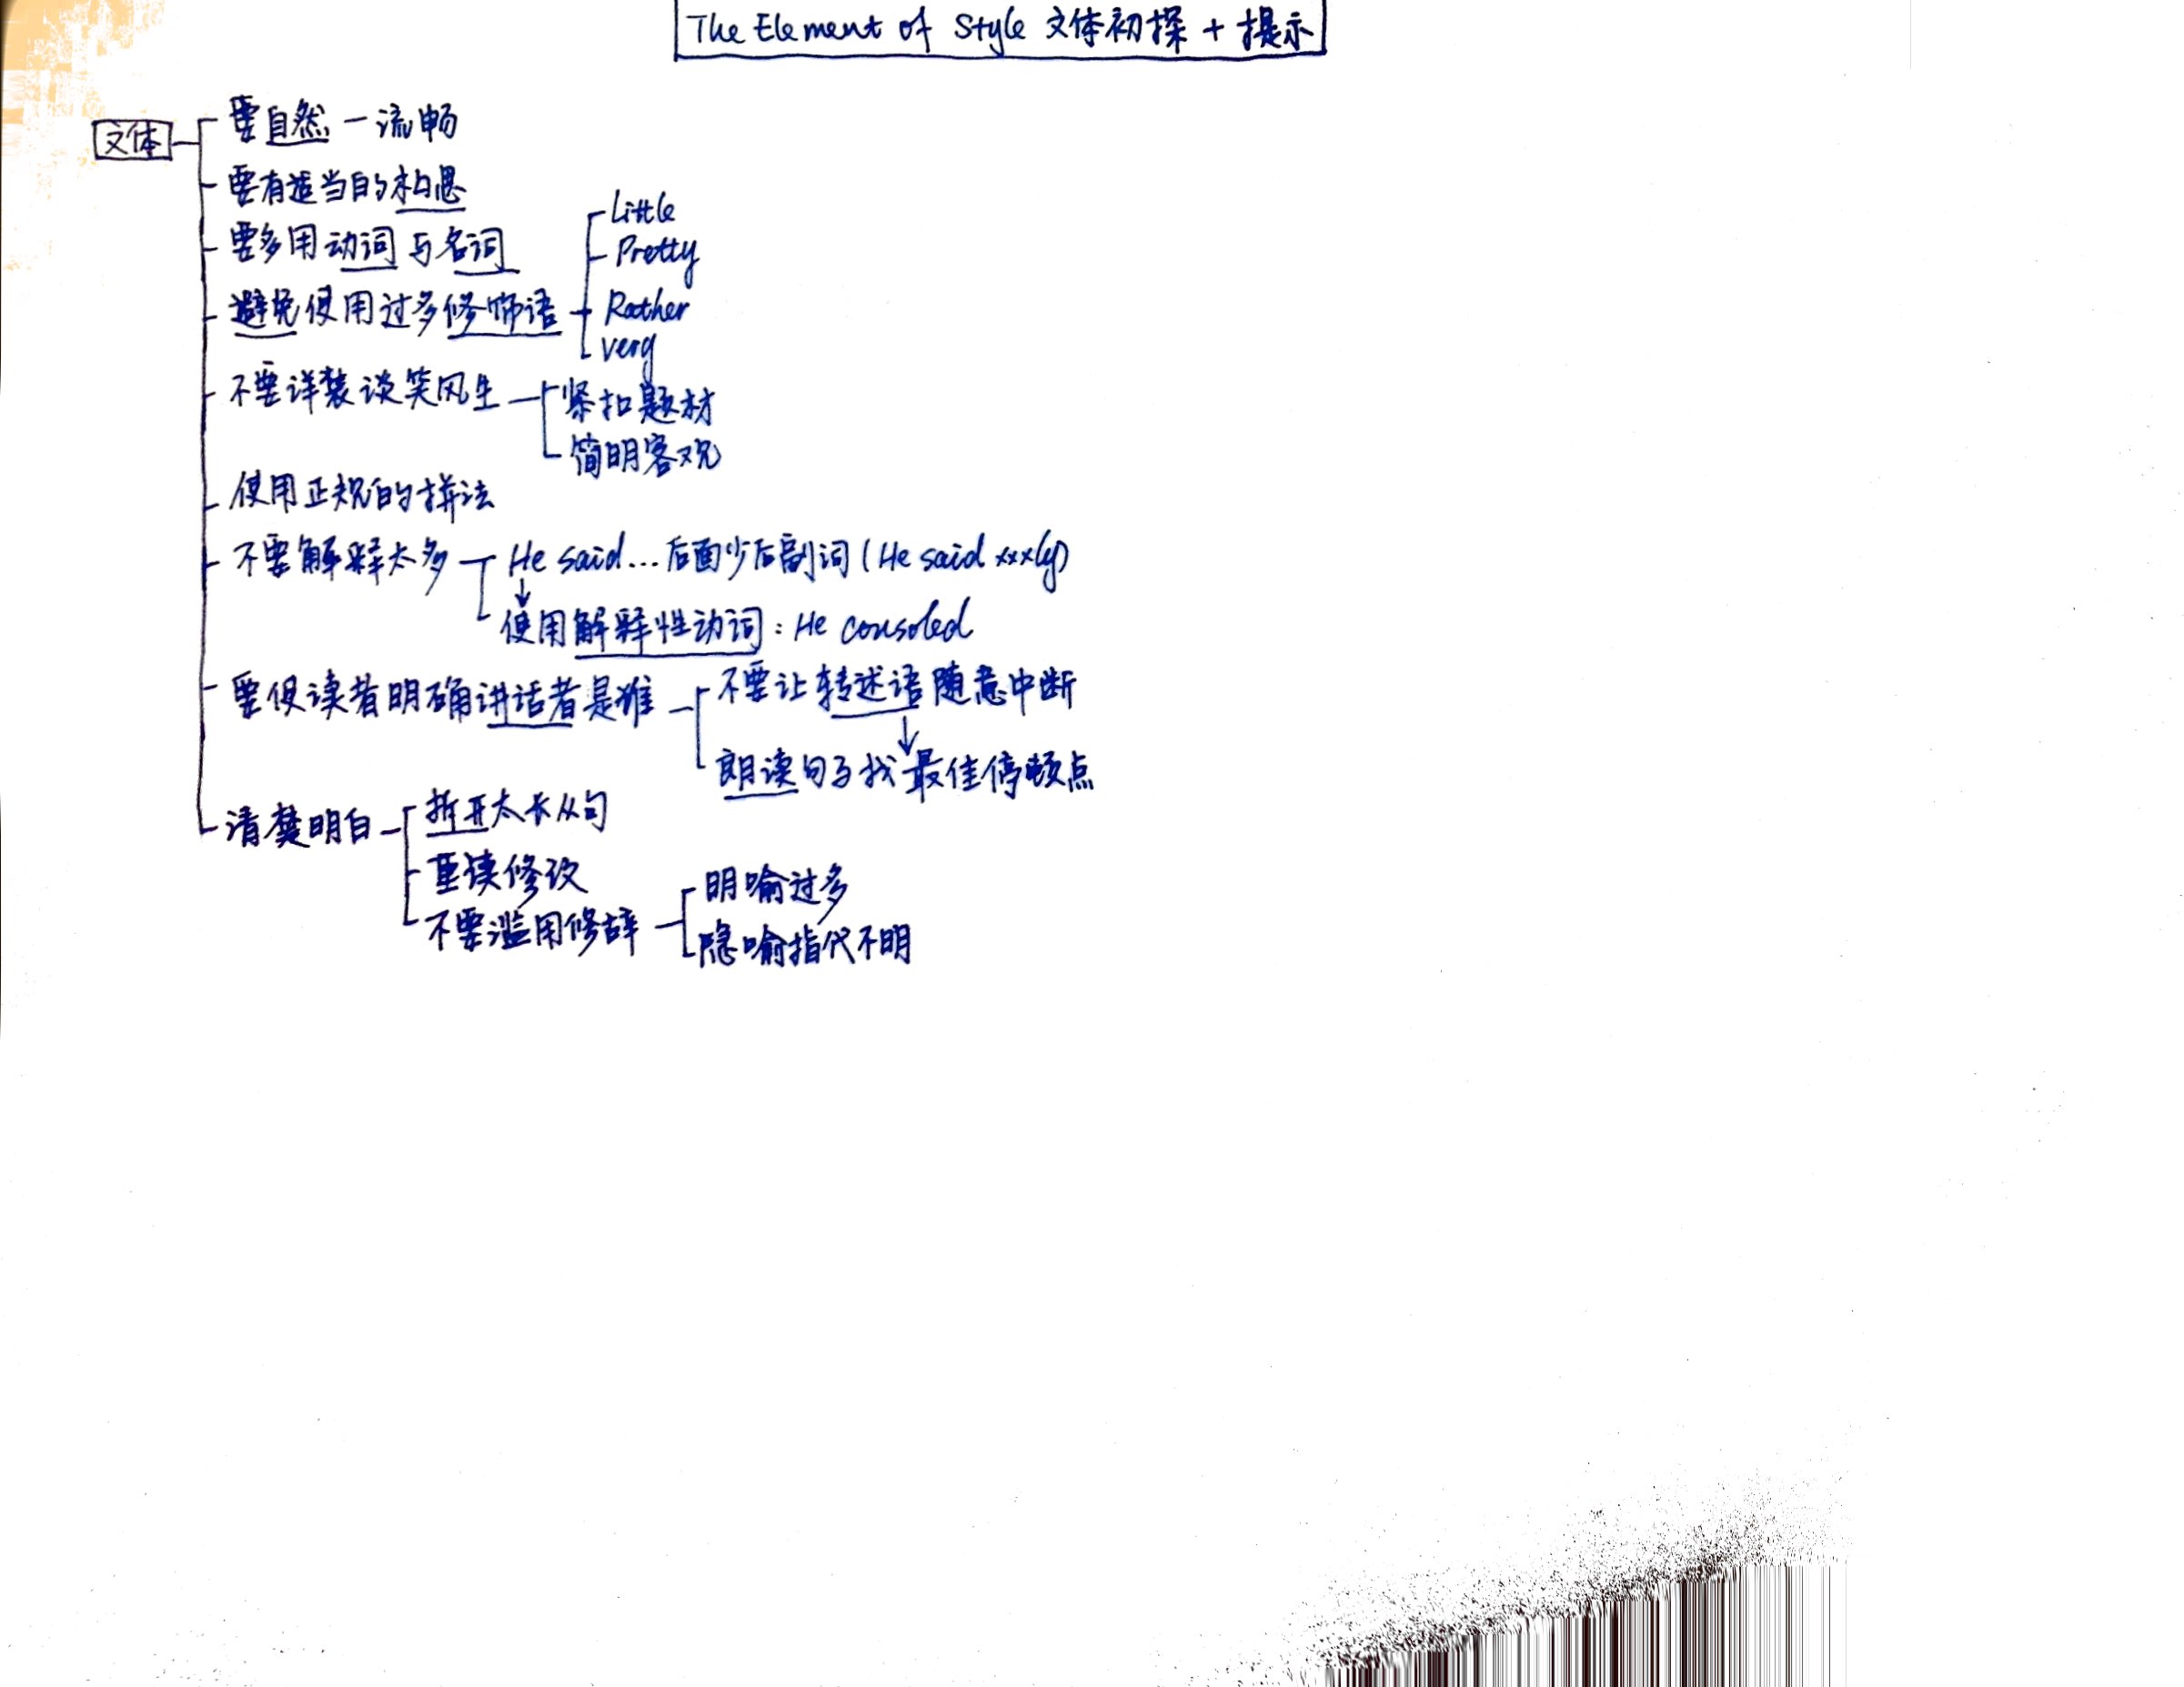 The Element of Style 文体初探 + 提示
文体
要自然 — 流畅
要有适当的构思
要多用动词与名词
避免使用过多修饰语
Little
Pretty
Rather
very
不要详装谈笑风生
紧扣题材
简明客观
使用正规的拼法
不要解释太多
He said... 后面少后副词 (He said xxxly)
使用解释性动词: He consoled
要使读者明确讲话者是谁
不要让转述语随意中断
朗读句子找最佳停顿点
清楚明白
拆开太长从句
重读修改
不要滥用修辞
明喻过多
隐喻指代不明